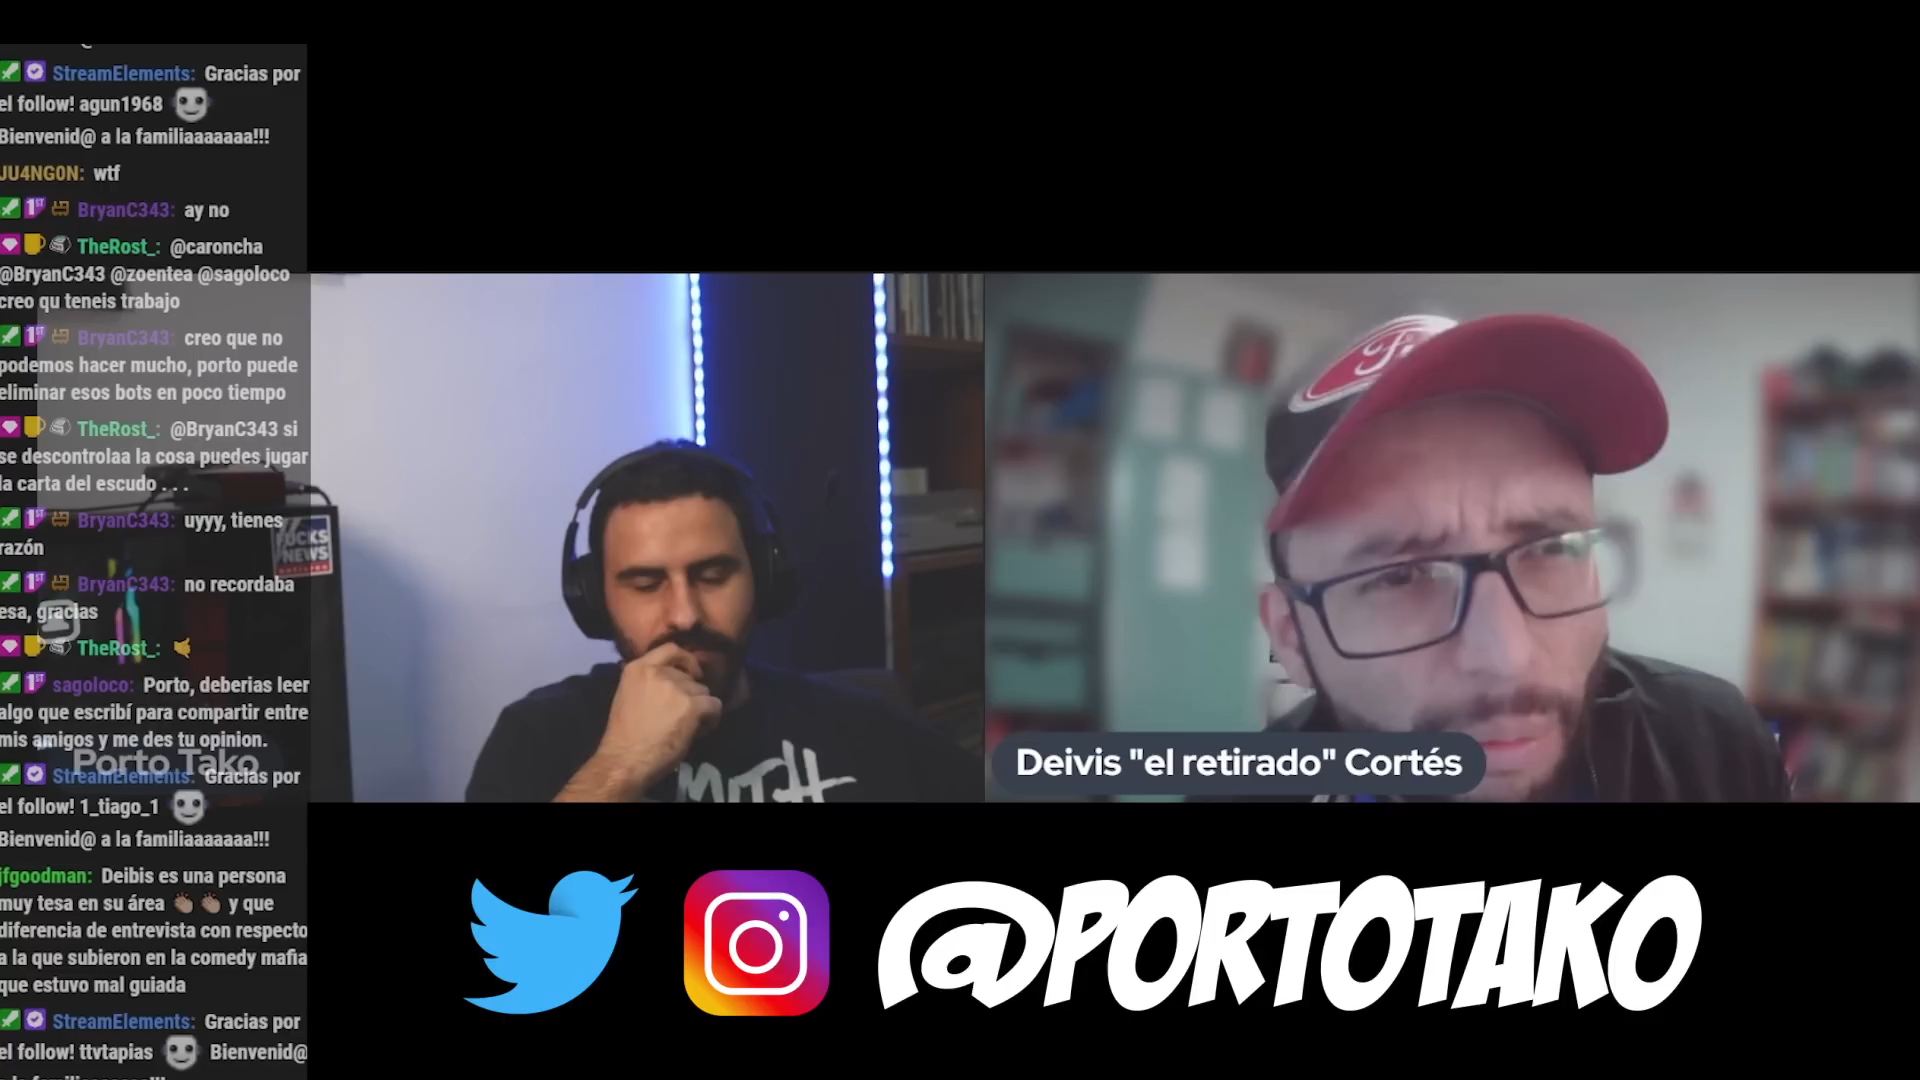 StreamElements: Gracias por
el follow! agun1968
Bienvenid@ a la familiaaaaaaa!!!
JU4NG0N: wtf
BryanC343: ay no
TheRost_: @caroncha
@BryanC343 @zoentea @sagoloco
creo qu teneis trabajo
BryanC343: creo que no
podemos hacer mucho, porto puede
eliminar esos bots en poco tiempo
TheRost_: @BryanC343 si
se descontrolaa la cosa puedes jugar
la carta del escudo . . .
BryanC343: uyyy, tienes
razón
BryanC343: no recordaba
esa, gracias
TheRost_:
sagoloco: Porto, deberias leer
algo que escribí para compartir entre
mis amigos y me des tu opinion.
StreamElements: Gracias por
el follow! 1_tiago_1
Bienvenid@ a la familiaaaaaaa!!!
jfgoodman: Deibis es una persona
muy tesa en su área y que
diferencia de entrevista con respecto
a la que subieron en la comedy mafia
que estuvo mal guiada
StreamElements: Gracias por
el follow! ttvtapias Bienvenid@
Porto Tako
NEWS
Deivis "el retirado" Cortés
@PORTOTAKO